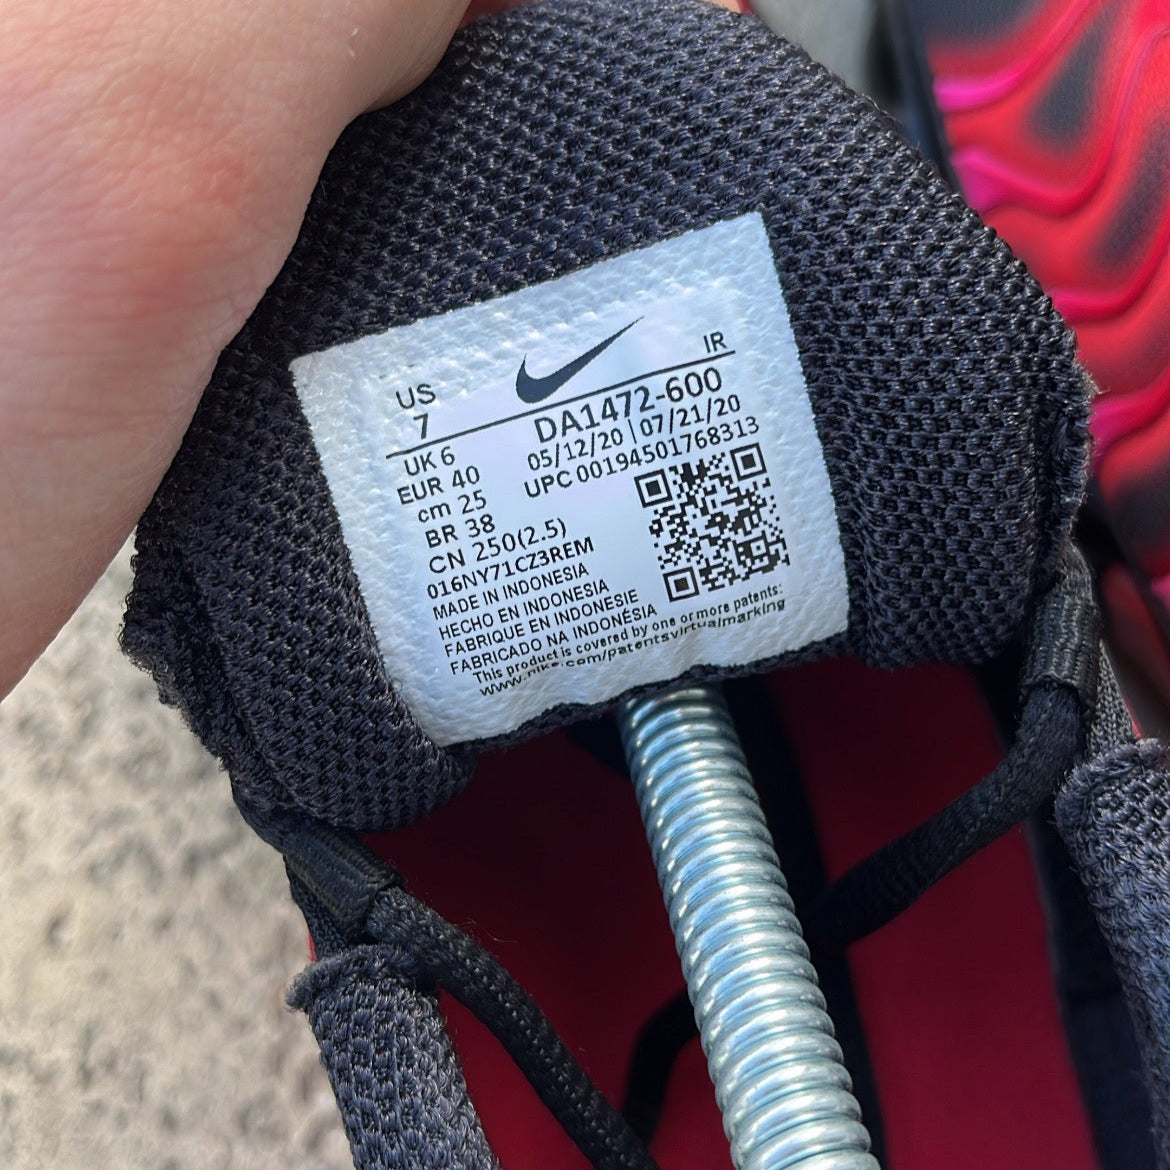 US
7
IR
DA1472-600
05/12/20 | 07/21/20
UPC 00194501768313
UK 6
EUR 40
cm 25
BR 38
CN 250(2.5)
016NY71CZ3REM
MADE IN INDONESIA
HECHO EN INDONESIA
FABRIQUE EN INDONESIE
FABRICADO NA INDONÉSIA
This product is covered by one or more patents:
www.nike.com/patentsvirtualmarking